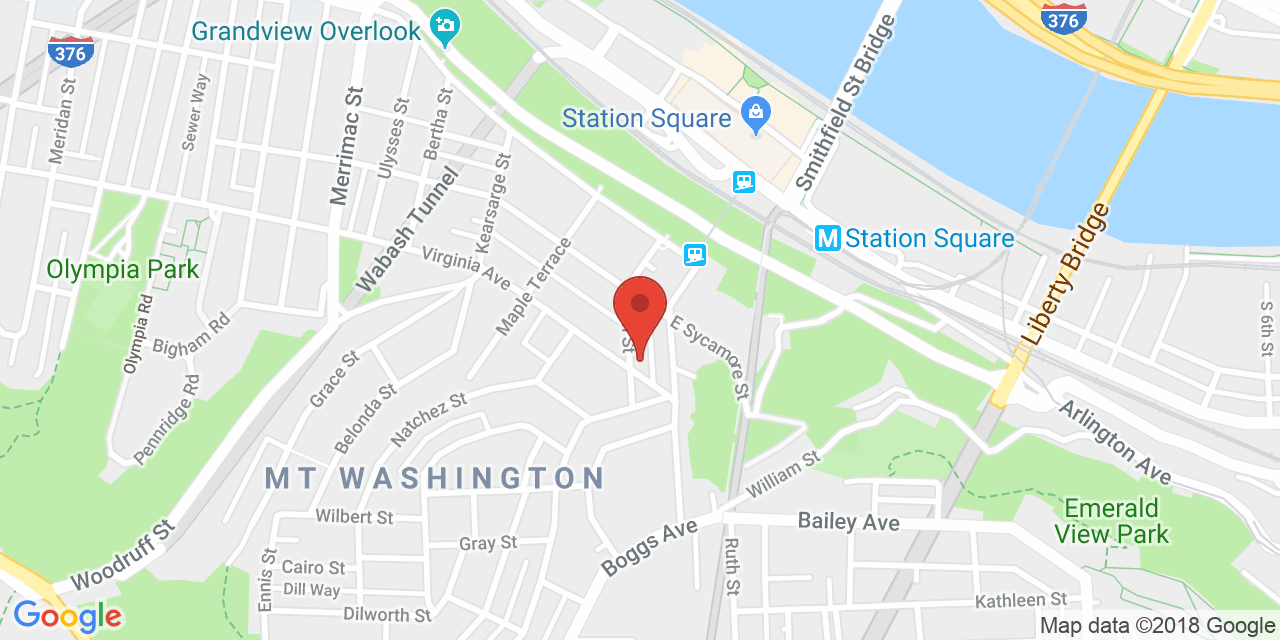 Grandview Overlook
376
376
Meridan St
Sewer Way
Ulysses St
Bertha St
Merrimac St
Station Square
Smithfield St Bridge
Kearsarge St
Wabash Tunnel
M Station Square
Virginia Ave
Maple Terrace
Olympia Park
Olympia Rd
Bigham Rd
Liberty Bridge
S 6th St
E Sycamore St
St
Grace St
Belonda St
Natchez St
Pennridge Rd
Arlington Ave
MT WASHINGTON
William St
Emerald
View Park
Wilbert St
Bailey Ave
Boggs Ave
Gray St
Woodruff St
Ennis St
Cairo St
Dill Way
Dilworth St
Ruth St
Kathleen St
Google
Map data ©2018 Google